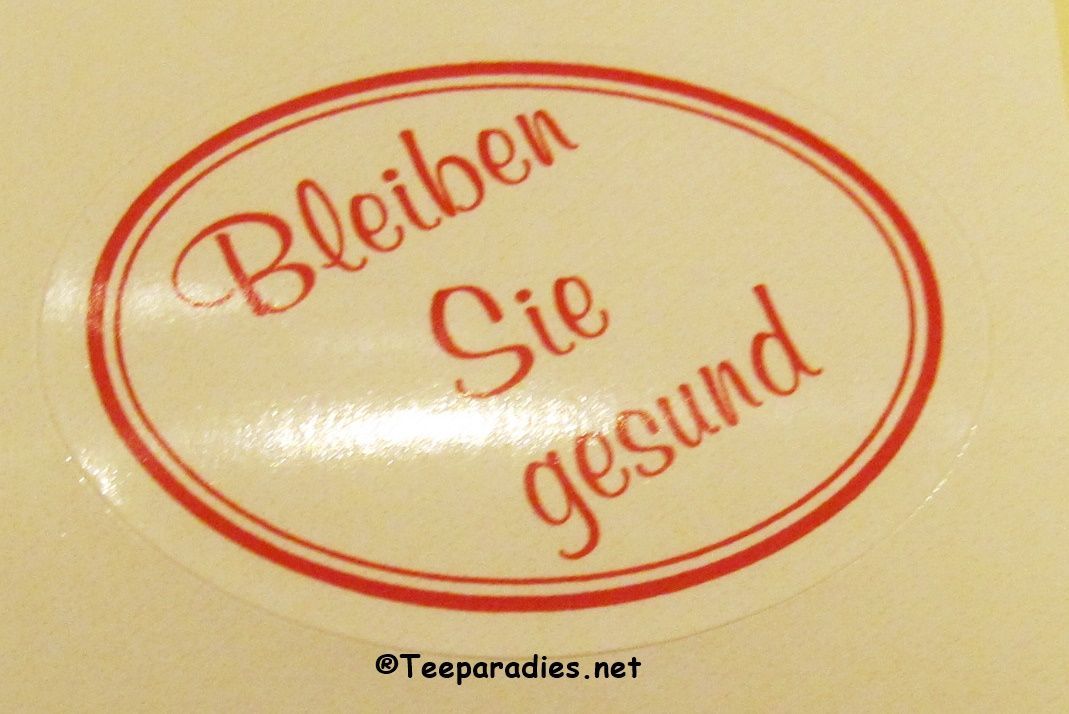 Bleiben
Sie
gesund
®Teeparadies.net